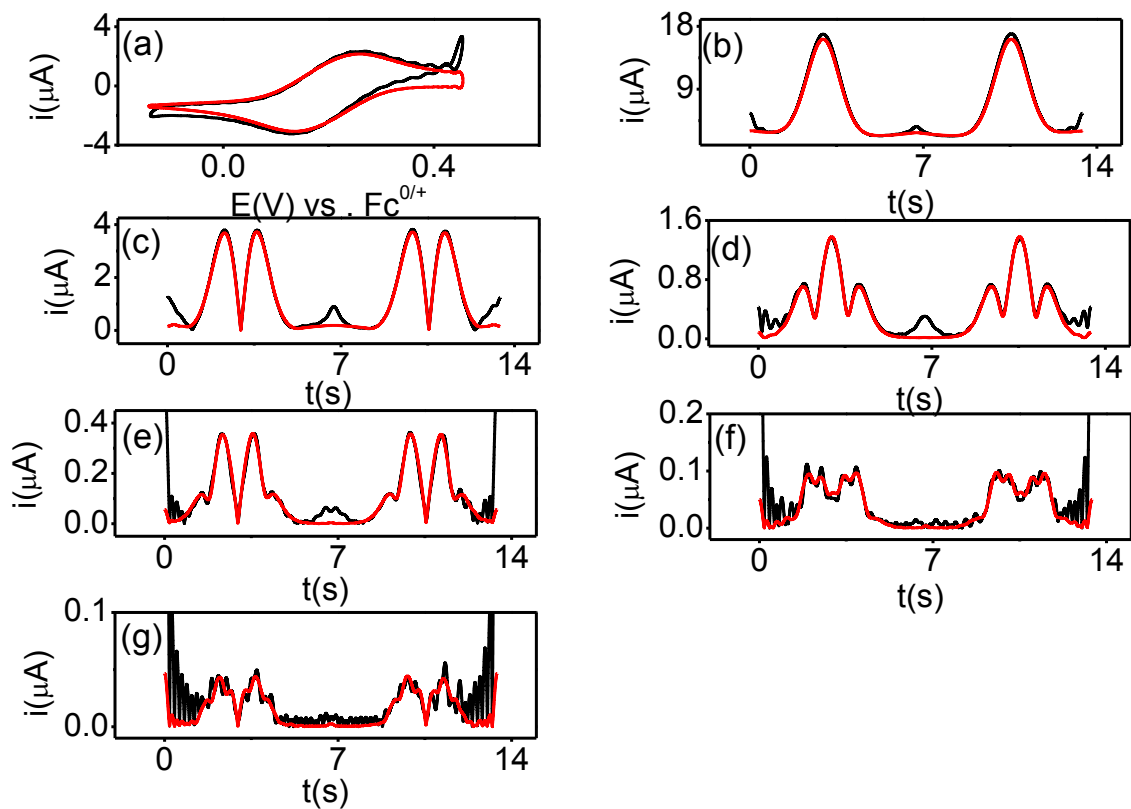 (a)
i(μA)
4
0
-4
0.0 0.4
E(V) vs . Fc0/+
(b)
i(μA)
18
9
0 7 14
t(s)
(c)
i(μA)
4
2
0
0 7 14
t(s)
(d)
i(μA)
1.6
0.8
0.0
0 7 14
t(s)
(e)
i(μA)
0.4
0.2
0.0
0 7 14
t(s)
(f)
i(μA)
0.2
0.1
0.0
0 7 14
t(s)
(g)
i(μA)
0.1
0.0
0 7 14
t(s)